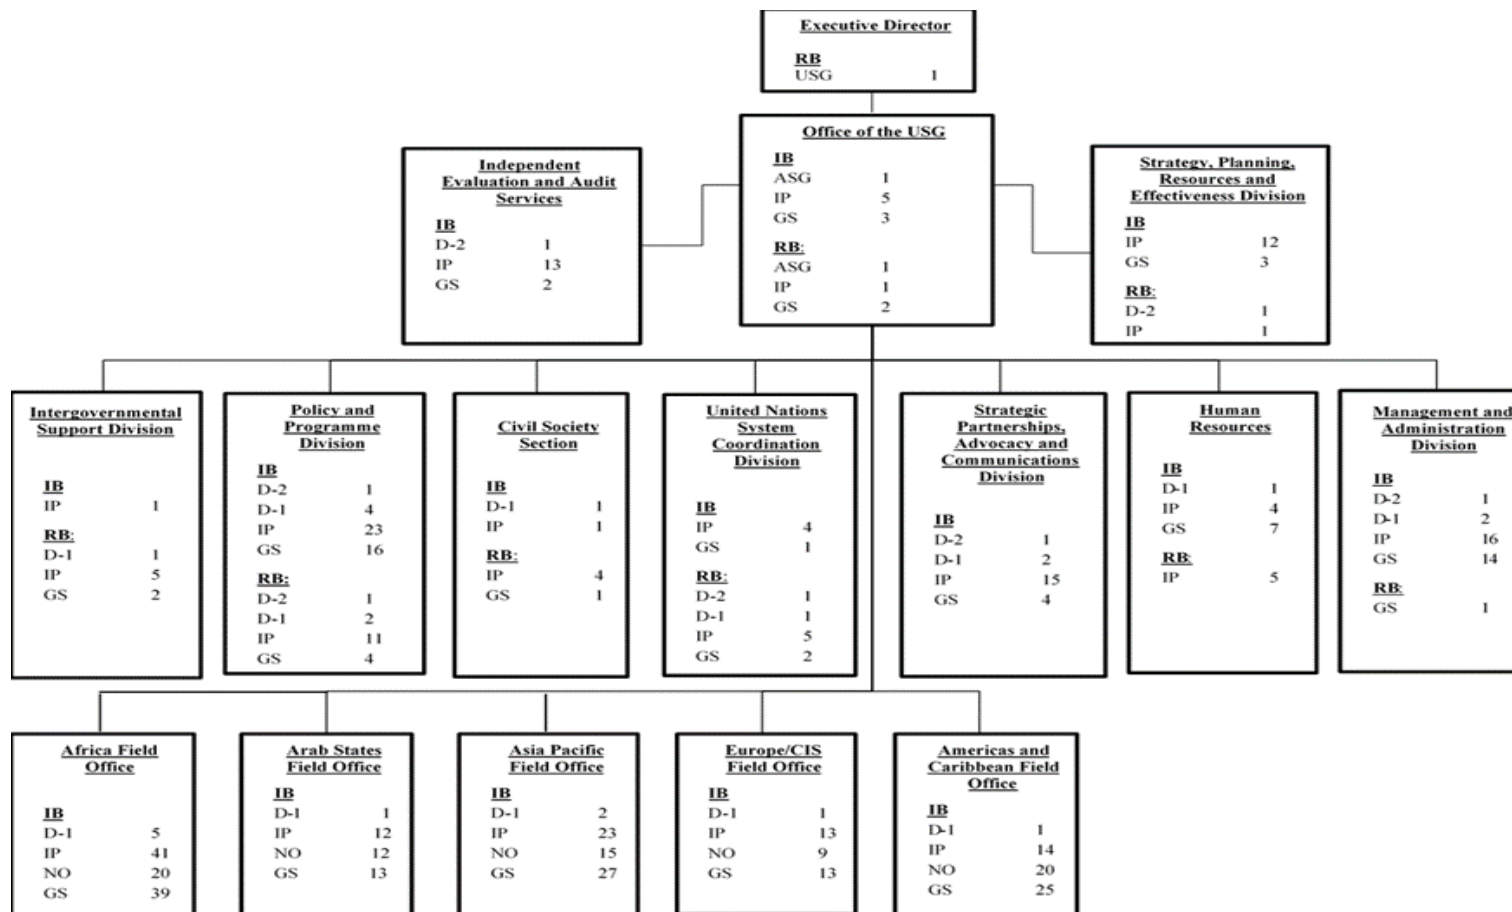 Executive Director
RB
USG 1
Office of the USG
IB
ASG 1
IP 5
GS 3
RB:
ASG 1
IP 1
GS 2
Independent
Evaluation and Audit
Services
IB
D-2 1
IP 13
GS 2
Strategy, Planning,
Resources and
Effectiveness Division
IB
IP 12
GS 3
RB:
D-2 1
IP 1
Intergovernmental
Support Division
IB
IP 1
RB:
D-1 1
IP 5
GS 2
Policy and
Programme
Division
IB
D-2 1
D-1 4
IP 23
GS 16
RB:
D-2 1
D-1 2
IP 11
GS 4
Civil Society
Section
IB
D-1 1
IP 1
RB:
IP 4
GS 1
United Nations
System
Coordination
Division
IB
IP 4
GS 1
RB:
D-2 1
D-1 1
IP 5
GS 2
Strategic
Partnerships,
Advocacy and
Communications
Division
IB
D-2 1
D-1 2
IP 15
GS 4
Human
Resources
IB
D-1 1
IP 4
GS 7
RB:
IP 5
Management and
Administration
Division
IB
D-2 1
D-1 2
IP 16
GS 14
RB:
GS 1
Africa Field
Office
IB
D-1 5
IP 41
NO 20
GS 39
Arab States
Field Office
IB
D-1 1
IP 12
NO 12
GS 13
Asia Pacific
Field Office
IB
D-1 2
IP 23
NO 15
GS 27
Europe/CIS
Field Office
IB
D-1 1
IP 13
NO 9
GS 13
Americas and
Caribbean Field
Office
IB
D-1 1
IP 14
NO 20
GS 25